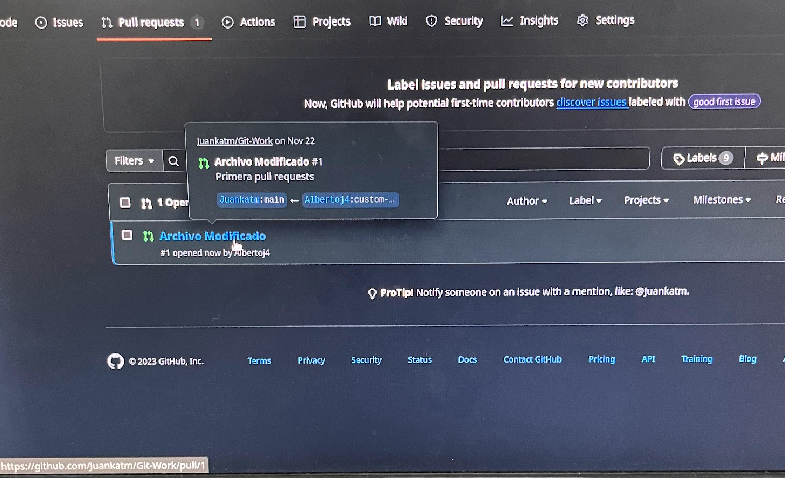 ode Issues Pull requests 1 Actions Projects Wiki Security Insights Settings
Label issues and pull requests for new contributors
Now, GitHub will help potential first-time contributors discover issues labeled with good first issue
Filters
Labels 9 Mil
Juankatm/Git-Work on Nov 22
Archivo Modificado #1
Primera pull requests
Juankatm:main ← Albertoj4:custom-…
1 Oper Author Label Projects Milestones Re
Archivo Modificado
#1 opened now by Albertoj4
ProTip! Notify someone on an issue with a mention, like: @Juankatm.
© 2023 GitHub, Inc. Terms Privacy Security Status Docs Contact GitHub Pricing API Training Blog
https://github.com/Juankatm/Git-Work/pull/1